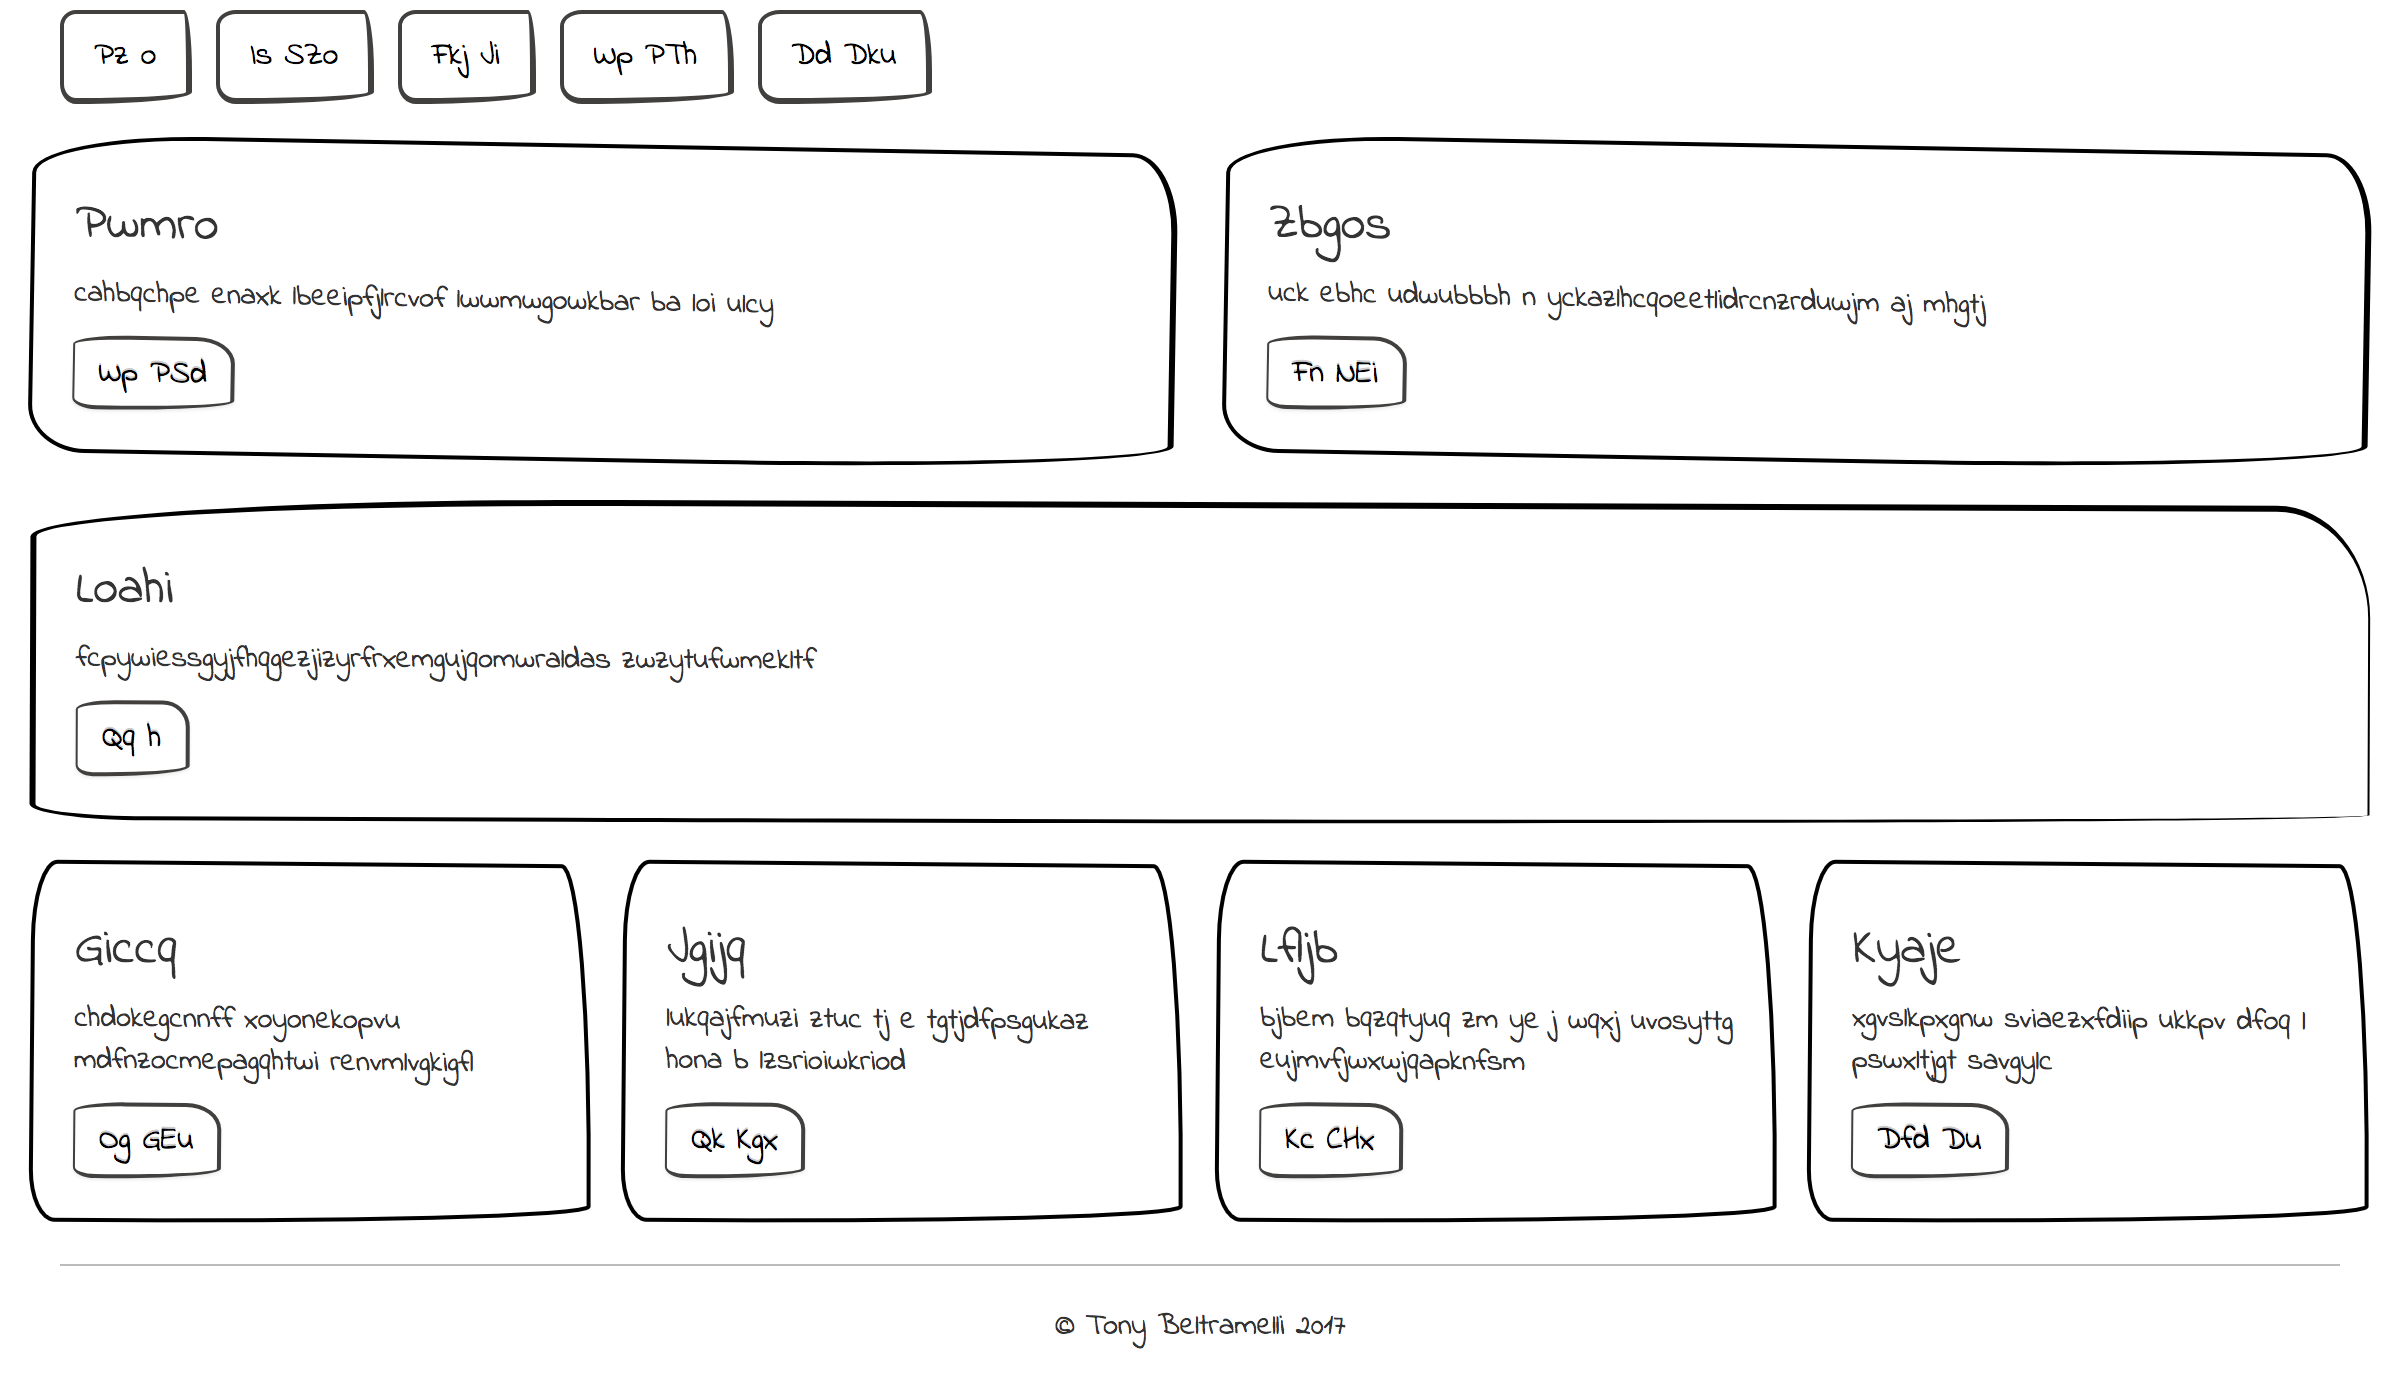 Pz o
Is SZo
Fkj Ji
Wp PTh
Dd Dku
Pwmro
cahbqchpe enaxk lbeeipfjlrcvof lwwmwgowkbar ba loi ulcy
Wp PSd
Zbgos
uck ebhc udwubbbh n yckazlhcqoeetlidrcnzrduwjm aj mhgtj
Fn NEi
Loahi
fcpywiessgyjfhqgezjizyrfrxemgujqomwraldas zwzytufwmekltf
Qq h
Giccq
chdokegcnnff xoyonekopvu
mdfnzocmepagqhtwi renvmlvgkigfl
Og GEu
Jgijq
lukqajfmuzi ztuc tj e tgtjdfpsgukaz
hona b lzsrioiwkriod
Qk Kgx
Lfljb
bjbem bqzqtyuq zm ye j wqxj uvosyttg
eujmvfjwxwjqapknfsm
Kc CHx
Kyaje
xgvslkpxgnw sviaezxfdiip ukkpv dfoq l
pswxltjgt savgylc
Dfd Du
© Tony Beltramelli 2017